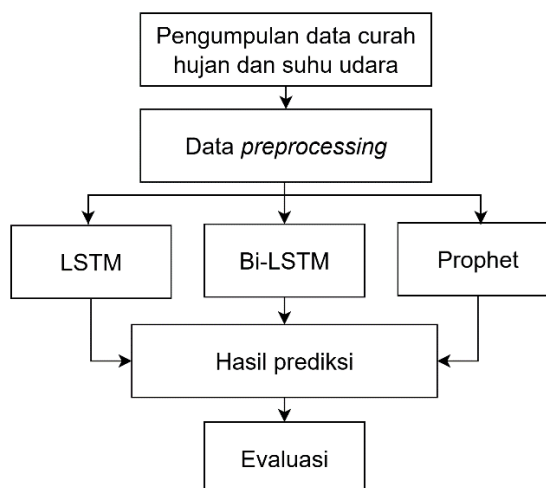 Pengumpulan data curah
hujan dan suhu udara
Data preprocessing
LSTM
Bi-LSTM
Prophet
Hasil prediksi
Evaluasi